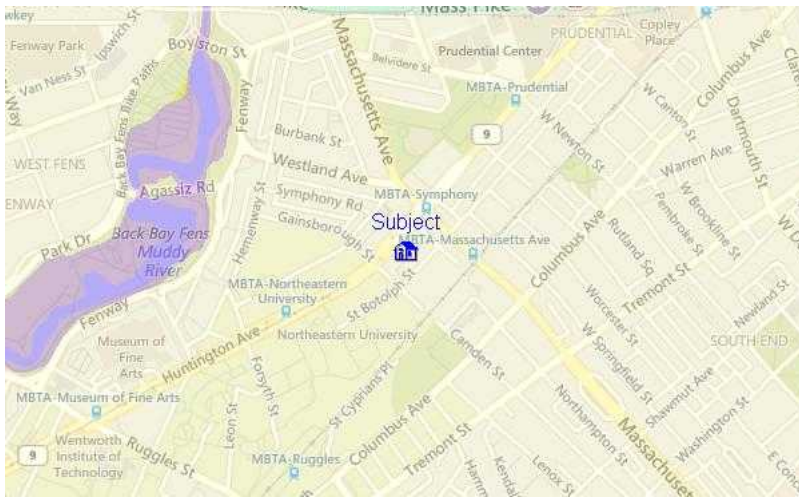 Mass Pike
wkey
Fenway Park
Ipswich St
Boylston St
Van Ness St
Back Bay Fens Bike Paths
Fenway
Massachusetts Ave
Belvidere St
Prudential Center
PRUDENTIAL
Copley
Place
MBTA-Prudential
9
Columbus Ave
Dartmouth St
W Canton St
W Newton St
Warren Ave
WEST FENS
Burbank St
Westland Ave
Symphony Rd
Gainsborough St
Hemenway St
Agassiz Rd
ENWAY
Park Dr
Back Bay Fens
Muddy
River
MBTA-Symphony
Subject
MBTA-Massachusetts Ave
Columbus Ave
Rutland Sq
Pembroke St
W Brookline St
Tremont St
Worcester St
W Springfield St
Newland St
SOUTH END
MBTA-Northeastern
University
St Botolph St
Northeastern University
Fenway
Museum of
Fine
Arts
Huntington Ave
Forsyth St
Leon St
St Cyprians Pl
Camden St
Northampton St
Shawmut Ave
Washington St
MBTA-Museum of Fine Arts
9
Wentworth
Institute of
Technology
Ruggles St
MBTA-Ruggles
Columbus Ave
Tremont St
Lenox St